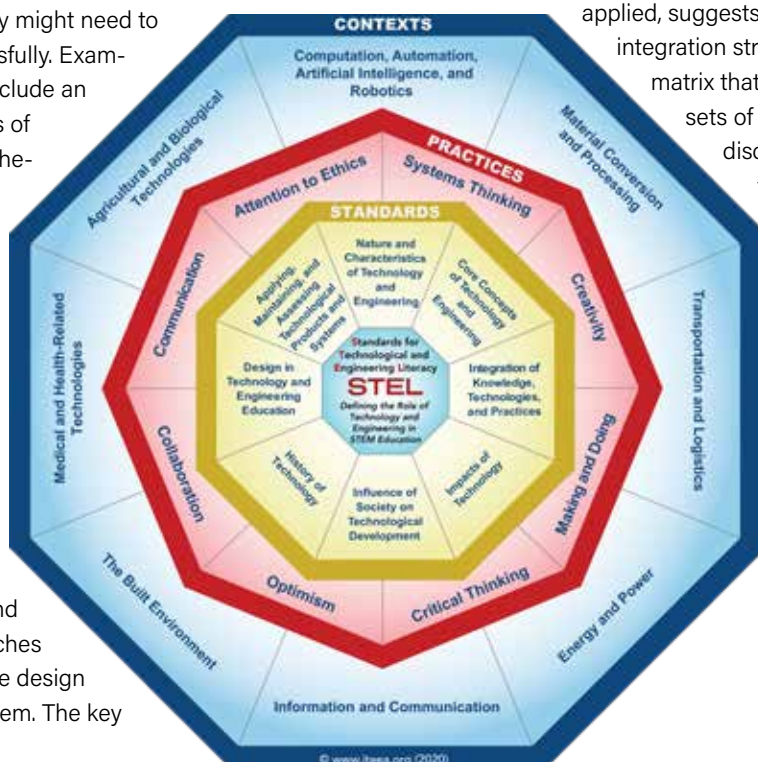 y might need to
sfully. Exam-
clude an
s of
he-
nd
ches
e design
em. The key
applied, suggests
integration str
matrix that
sets of
disc
CONTEXTS
Computation, Automation,
Artificial Intelligence, and
Robotics
Material Conversion
and Processing
Transportation and Logistics
Energy and Power
Information and Communication
The Built Environment
Medical and Health-Related
Technologies
Agricultural and Biological
Technologies
PRACTICES
Systems Thinking
Creativity
Making and Doing
Critical Thinking
Optimism
Collaboration
Communication
Attention to Ethics
STANDARDS
Nature and
Characteristics
of Technology
and
Engineering
Core Concepts
of Technology
and
Engineering
Integration of
Knowledge,
Technologies,
and Practices
Impacts of
Technology
Influence of
Society on
Technological
Development
History of
Technology
Design in
Technology and
Engineering
Education
Applying,
Maintaining, and
Assessing
Technological
Products and
Systems
Standards for
Technological and
Engineering Literacy
STEL
Defining the Role of
Technology and
Engineering in
STEM Education
© www.iteea.org (2020)